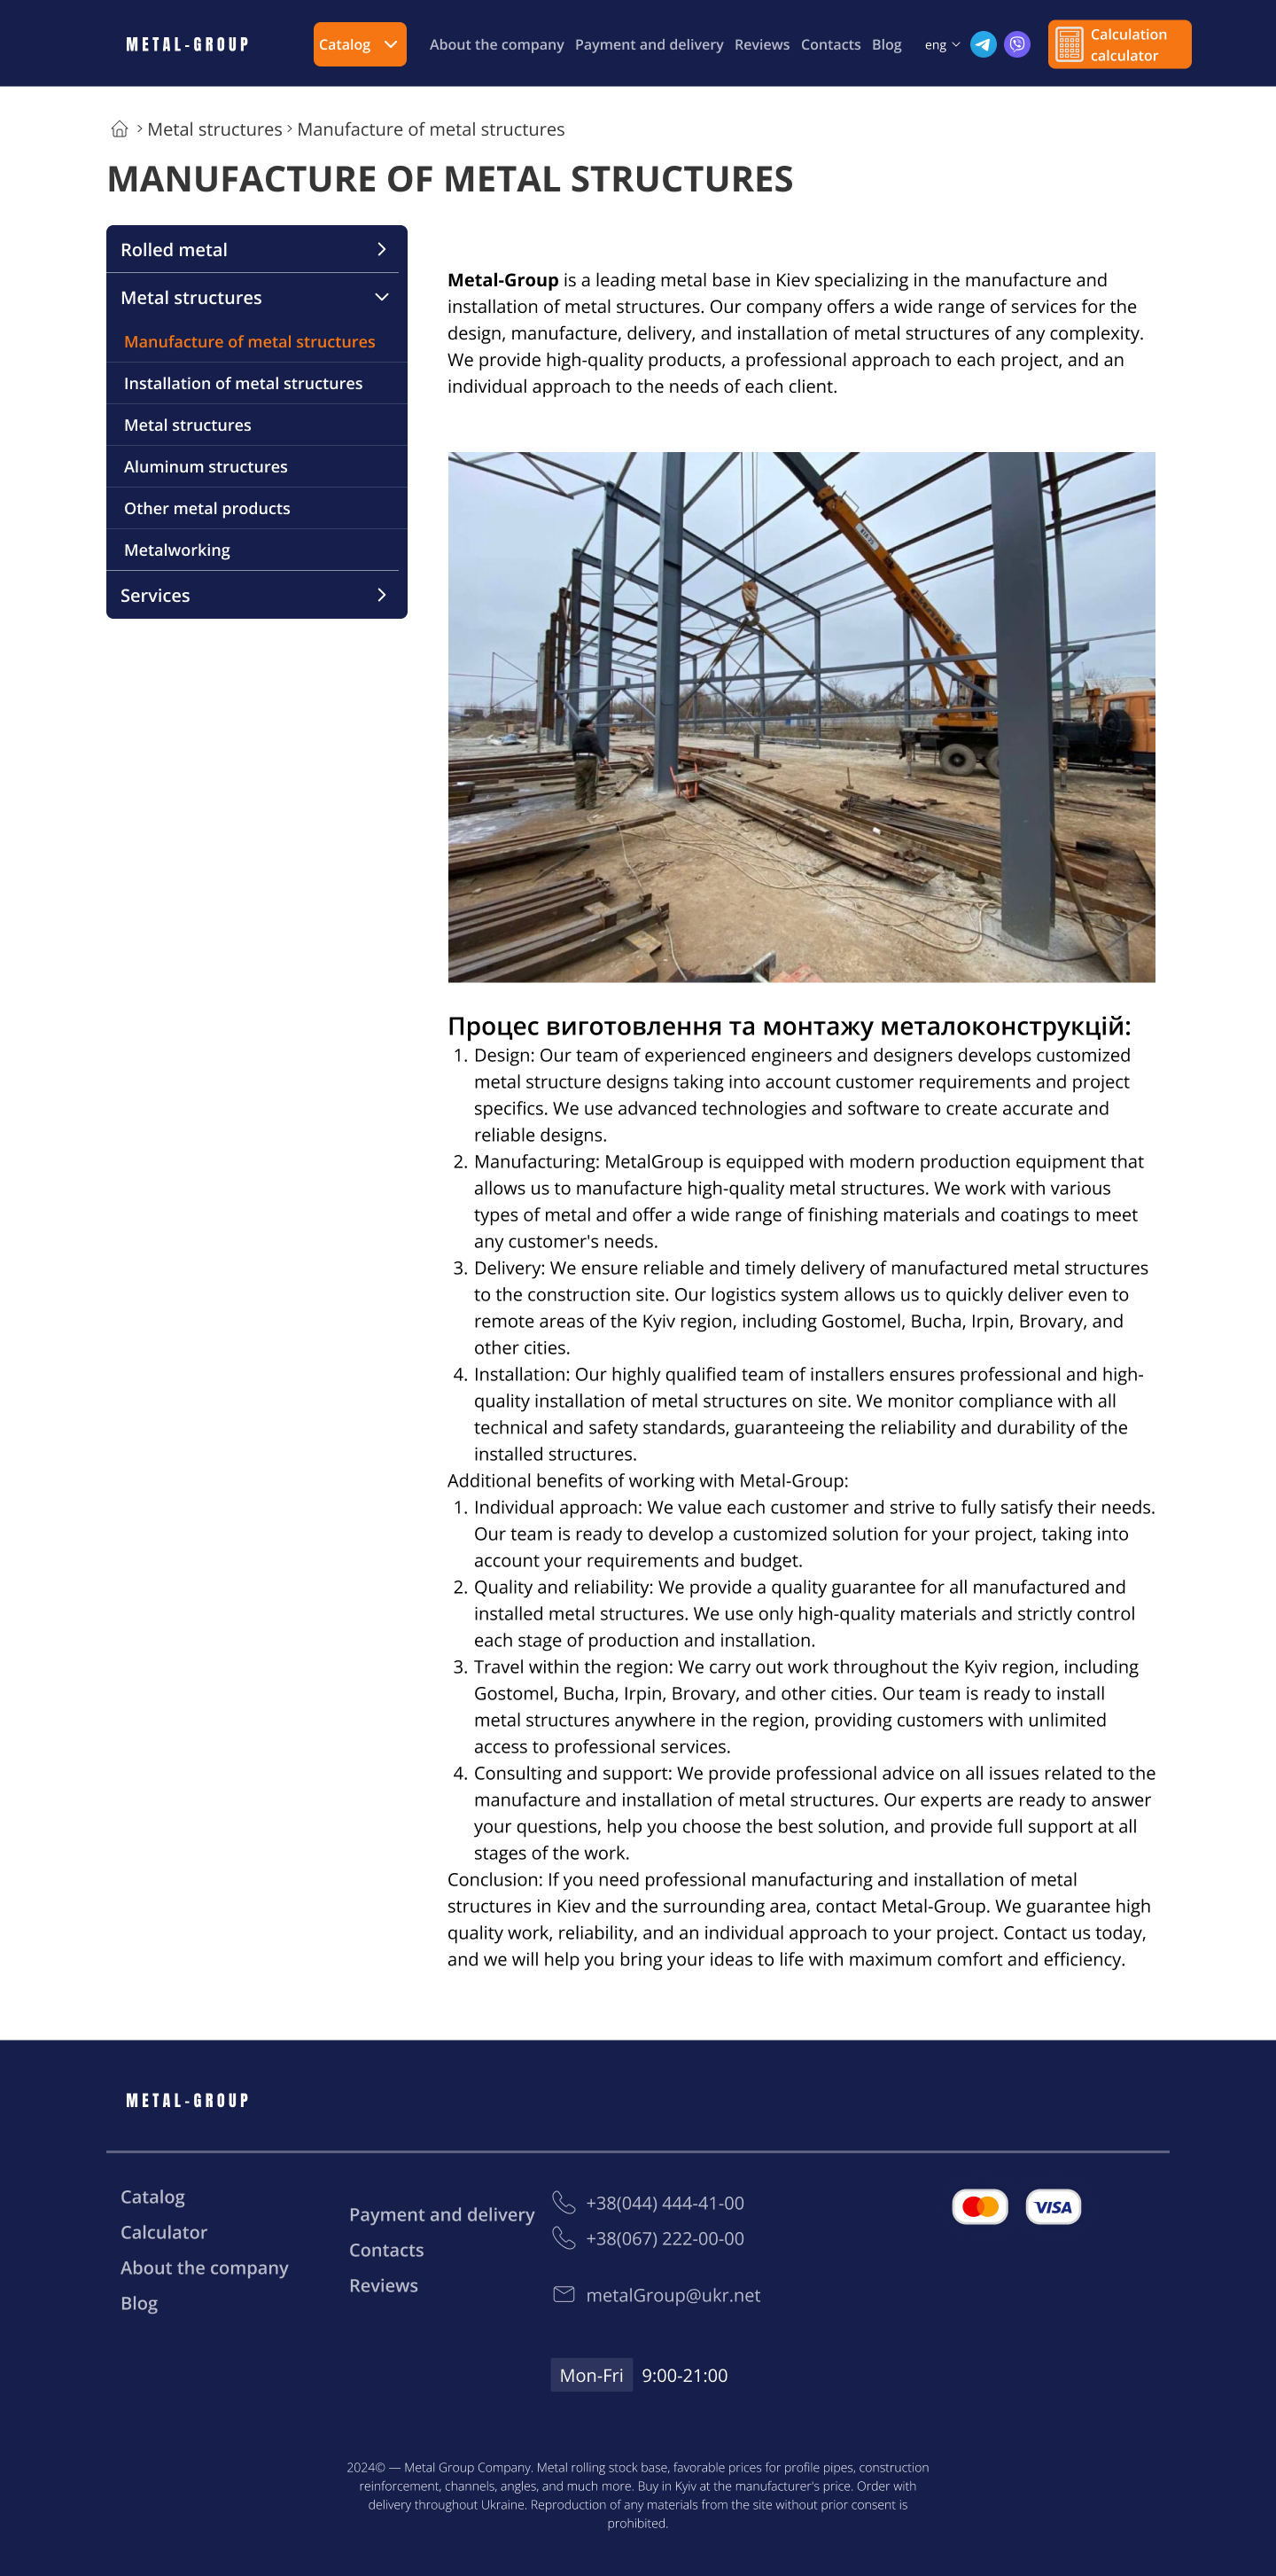 METAL-GROUP
Catalog
About the company
Payment and delivery
Reviews
Contacts
Blog
eng
Calculation
calculator
Metal structures
Manufacture of metal structures
MANUFACTURE OF METAL STRUCTURES
Rolled metal
Metal structures
Manufacture of metal structures
Installation of metal structures
Metal structures
Aluminum structures
Other metal products
Metalworking
Services
Metal-Group is a leading metal base in Kiev specializing in the manufacture and
installation of metal structures. Our company offers a wide range of services for the
design, manufacture, delivery, and installation of metal structures of any complexity.
We provide high-quality products, a professional approach to each project, and an
individual approach to the needs of each client.
Процес виготовлення та монтажу металоконструкцій:
1. Design: Our team of experienced engineers and designers develops customized
metal structure designs taking into account customer requirements and project
specifics. We use advanced technologies and software to create accurate and
reliable designs.
2. Manufacturing: MetalGroup is equipped with modern production equipment that
allows us to manufacture high-quality metal structures. We work with various
types of metal and offer a wide range of finishing materials and coatings to meet
any customer's needs.
3. Delivery: We ensure reliable and timely delivery of manufactured metal structures
to the construction site. Our logistics system allows us to quickly deliver even to
remote areas of the Kyiv region, including Gostomel, Bucha, Irpin, Brovary, and
other cities.
4. Installation: Our highly qualified team of installers ensures professional and high-
quality installation of metal structures on site. We monitor compliance with all
technical and safety standards, guaranteeing the reliability and durability of the
installed structures.
Additional benefits of working with Metal-Group:
1. Individual approach: We value each customer and strive to fully satisfy their needs.
Our team is ready to develop a customized solution for your project, taking into
account your requirements and budget.
2. Quality and reliability: We provide a quality guarantee for all manufactured and
installed metal structures. We use only high-quality materials and strictly control
each stage of production and installation.
3. Travel within the region: We carry out work throughout the Kyiv region, including
Gostomel, Bucha, Irpin, Brovary, and other cities. Our team is ready to install
metal structures anywhere in the region, providing customers with unlimited
access to professional services.
4. Consulting and support: We provide professional advice on all issues related to the
manufacture and installation of metal structures. Our experts are ready to answer
your questions, help you choose the best solution, and provide full support at all
stages of the work.
Conclusion: If you need professional manufacturing and installation of metal
structures in Kiev and the surrounding area, contact Metal-Group. We guarantee high
quality work, reliability, and an individual approach to your project. Contact us today,
and we will help you bring your ideas to life with maximum comfort and efficiency.
METAL-GROUP
Catalog
Calculator
About the company
Blog
Payment and delivery
Contacts
Reviews
+38(044) 444-41-00
+38(067) 222-00-00
metalGroup@ukr.net
Mon-Fri 9:00-21:00
VISA
2024© — Metal Group Company. Metal rolling stock base, favorable prices for profile pipes, construction
reinforcement, channels, angles, and much more. Buy in Kyiv at the manufacturer's price. Order with
delivery throughout Ukraine. Reproduction of any materials from the site without prior consent is
prohibited.